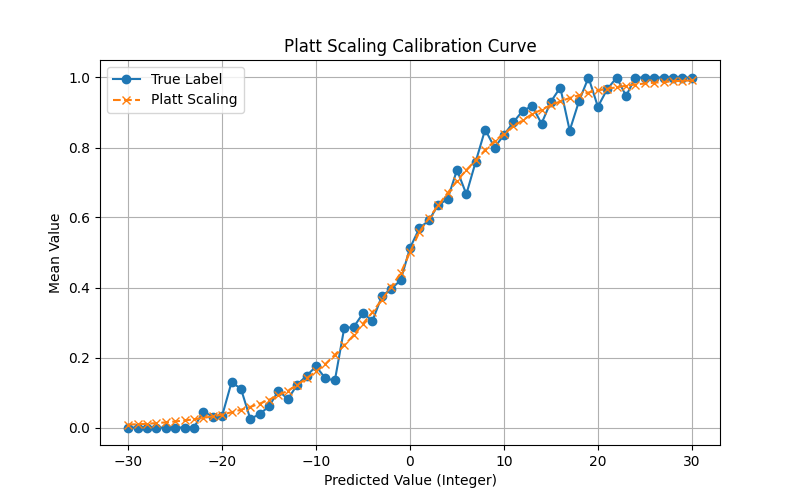 Platt Scaling Calibration Curve
True Label
Platt Scaling
Mean Value
1.0
0.8
0.6
0.4
0.2
0.0
−30
−20
−10
0
10
20
30
Predicted Value (Integer)